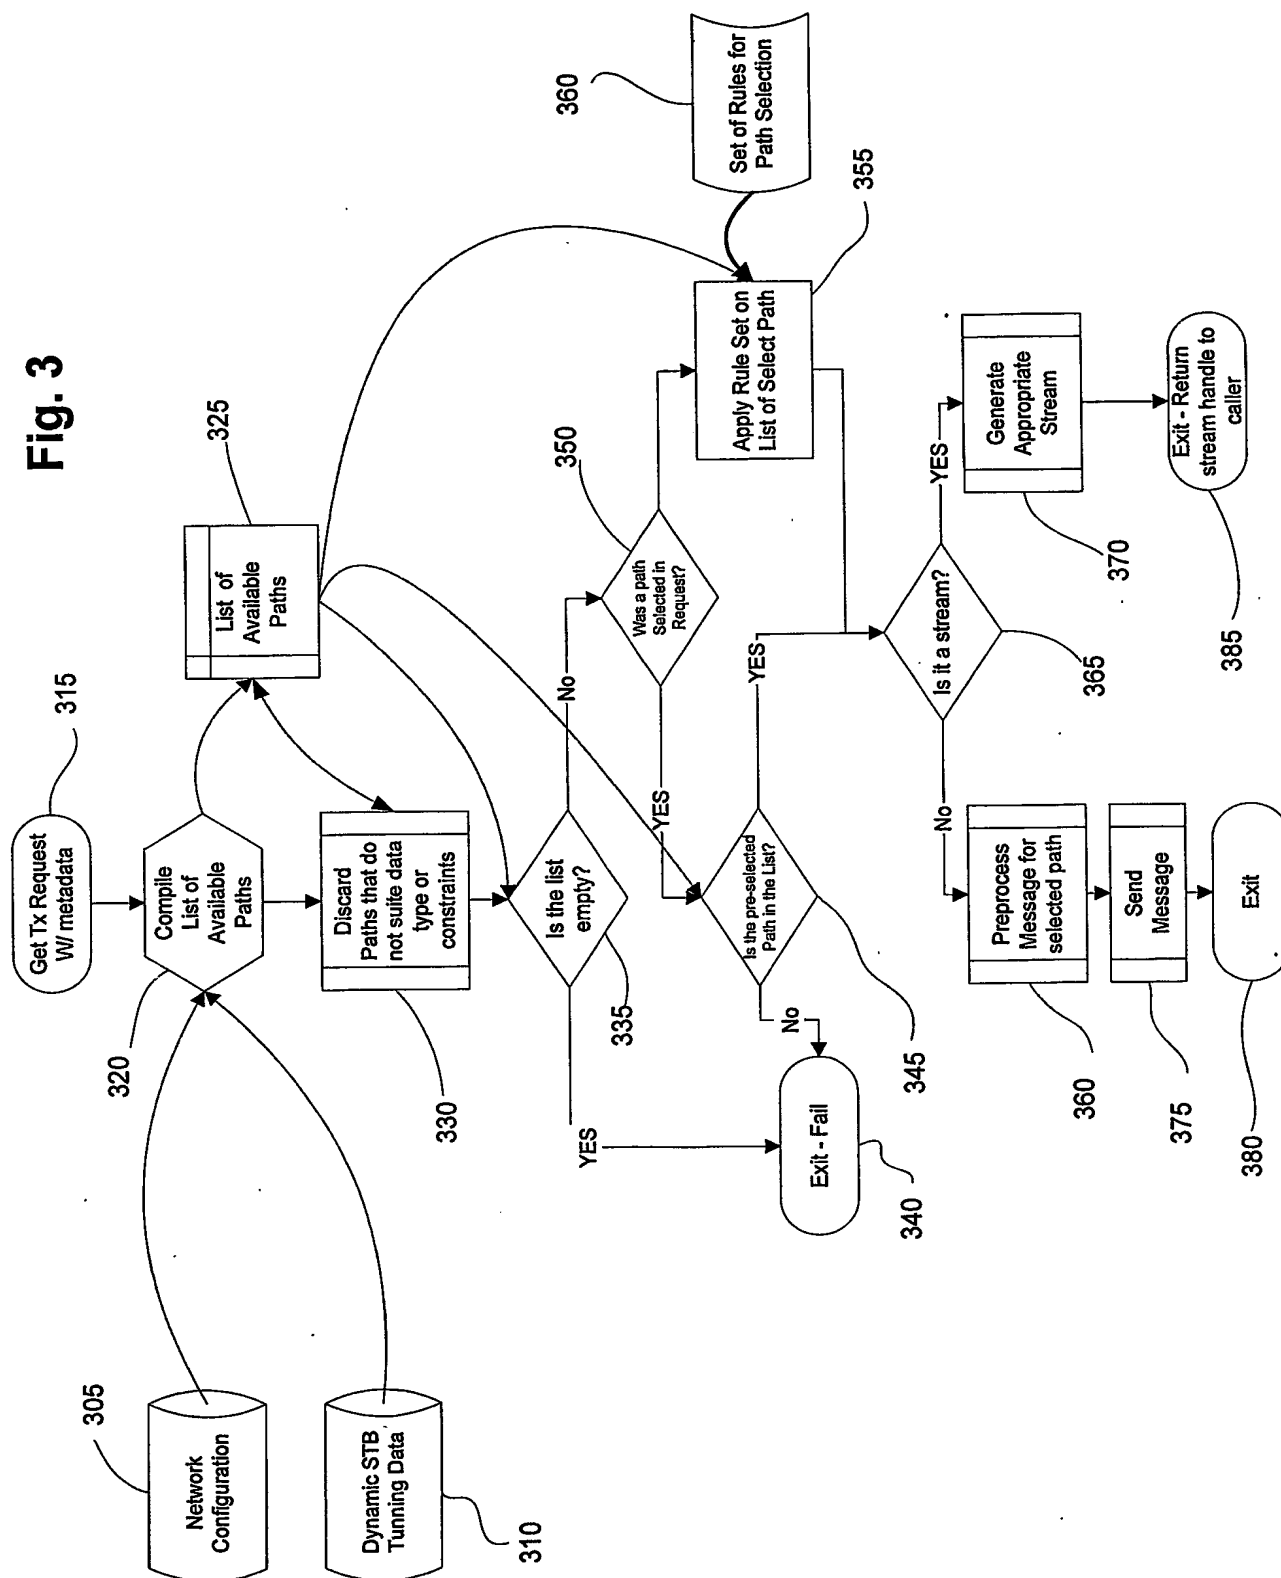 Fig. 3
315
Get Tx Request
W/ metadata
305
Network
Configuration
320
Compile
List of
Available
Paths
325
List of
Available
Paths
310
Dynamic STB
Tunning Data
330
Discard
Paths that do
not suite data
type or
constraints
335
Is the list
empty?
YES
No
340
Exit - Fail
350
Was a path
Selected in
Request?
YES
345
Is the pre-selected
Path in the List?
No
YES
360
Set of Rules for
Path Selection
355
Apply Rule Set on
List of Select Path
365
Is it a stream?
No
YES
360
Preprocess
Message for
selected path
375
Send
Message
380
Exit
370
Generate
Appropriate
Stream
385
Exit - Return
stream handle to
caller